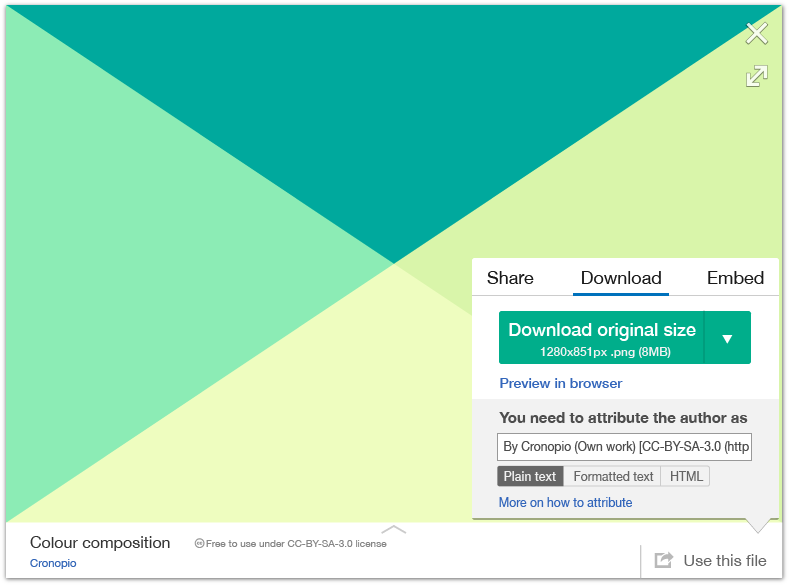 Share Download Embed
Download original size
1280x851px .png (8MB)
Preview in browser
You need to attribute the author as
By Cronopio (Own work) [CC-BY-SA-3.0 (http
Plain text Formatted text HTML
More on how to attribute
Colour composition
Free to use under CC-BY-SA-3.0 license
Cronopio
Use this file